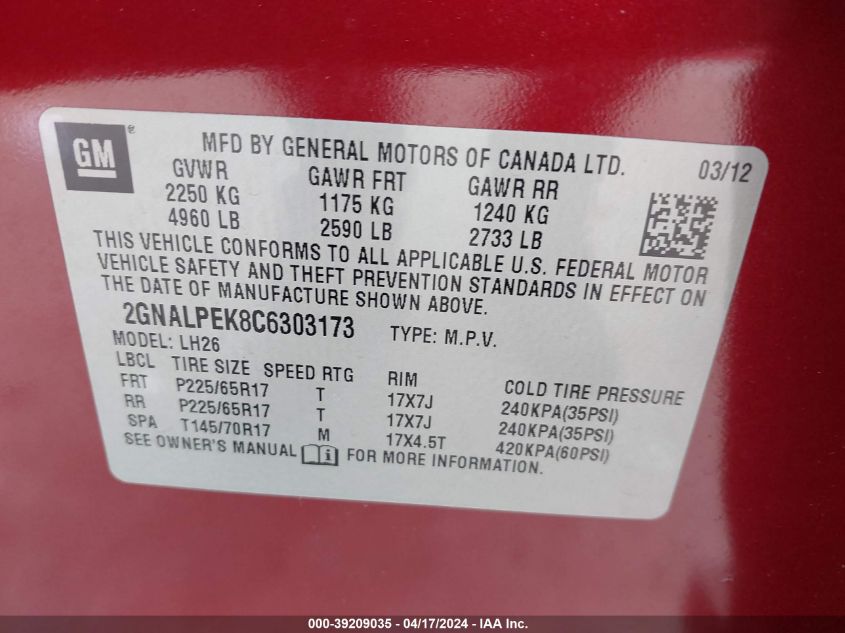 GM ®
MFD BY GENERAL MOTORS OF CANADA LTD. 03/12
GVWR GAWR FRT GAWR RR
2250 KG 1175 KG 1240 KG
4960 LB 2590 LB 2733 LB
THIS VEHICLE CONFORMS TO ALL APPLICABLE U.S. FEDERAL MOTOR
VEHICLE SAFETY AND THEFT PREVENTION STANDARDS IN EFFECT ON
THE DATE OF MANUFACTURE SHOWN ABOVE.
2GNALPEK8C6303173 TYPE: M.P.V.
MODEL: LH26
LBCL TIRE SIZE SPEED RTG RIM COLD TIRE PRESSURE
FRT P225/65R17 T 17X7J 240KPA(35PSI)
RR P225/65R17 T 17X7J 240KPA(35PSI)
SPA T145/70R17 M 17X4.5T 420KPA(60PSI)
SEE OWNER'S MANUAL i FOR MORE INFORMATION.
000-39209035 - 04/17/2024 - IAA Inc.